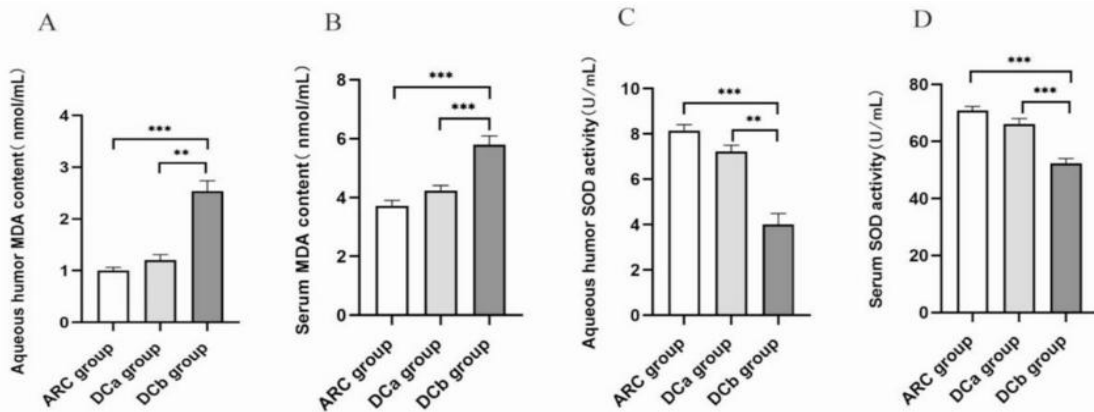 A
Aqueous humor MDA content( nmol/mL)
4
3
2
1
0
***
**
ARC group
DCa group
DCb group
B
Serum MDA content( nmol/mL)
8
6
4
2
0
***
***
ARC group
DCa group
DCb group
C
Aqueous humor SOD activity(U/mL)
10
8
6
4
2
0
***
**
ARC group
DCa group
DCb group
D
Serum SOD activity(U/mL)
80
60
40
20
0
***
***
ARC group
DCa group
DCb group